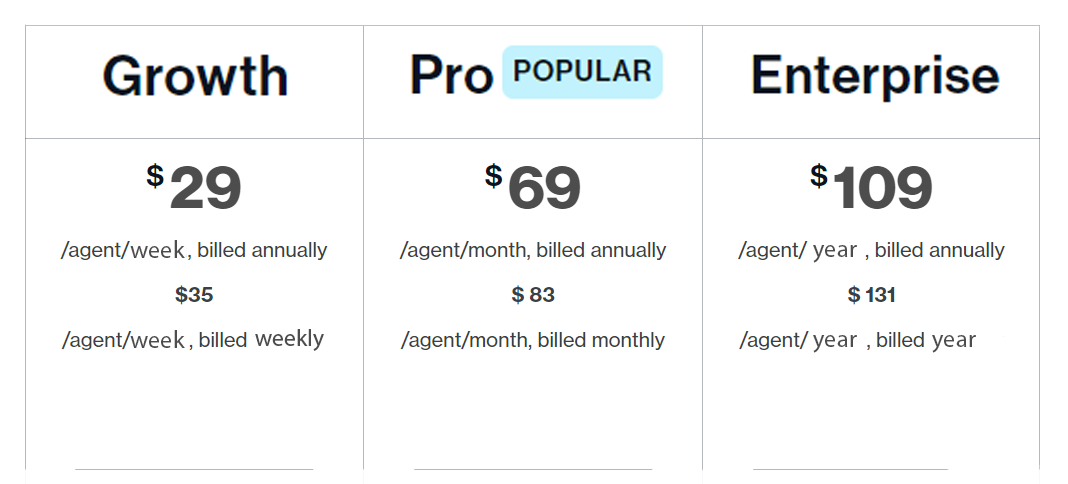 Growth
$29
/agent/week, billed annually
$35
/agent/week, billed weekly
Pro POPULAR
$69
/agent/month, billed annually
$ 83
/agent/month, billed monthly
Enterprise
$109
/agent/ year , billed annually
$ 131
/agent/ year , billed year